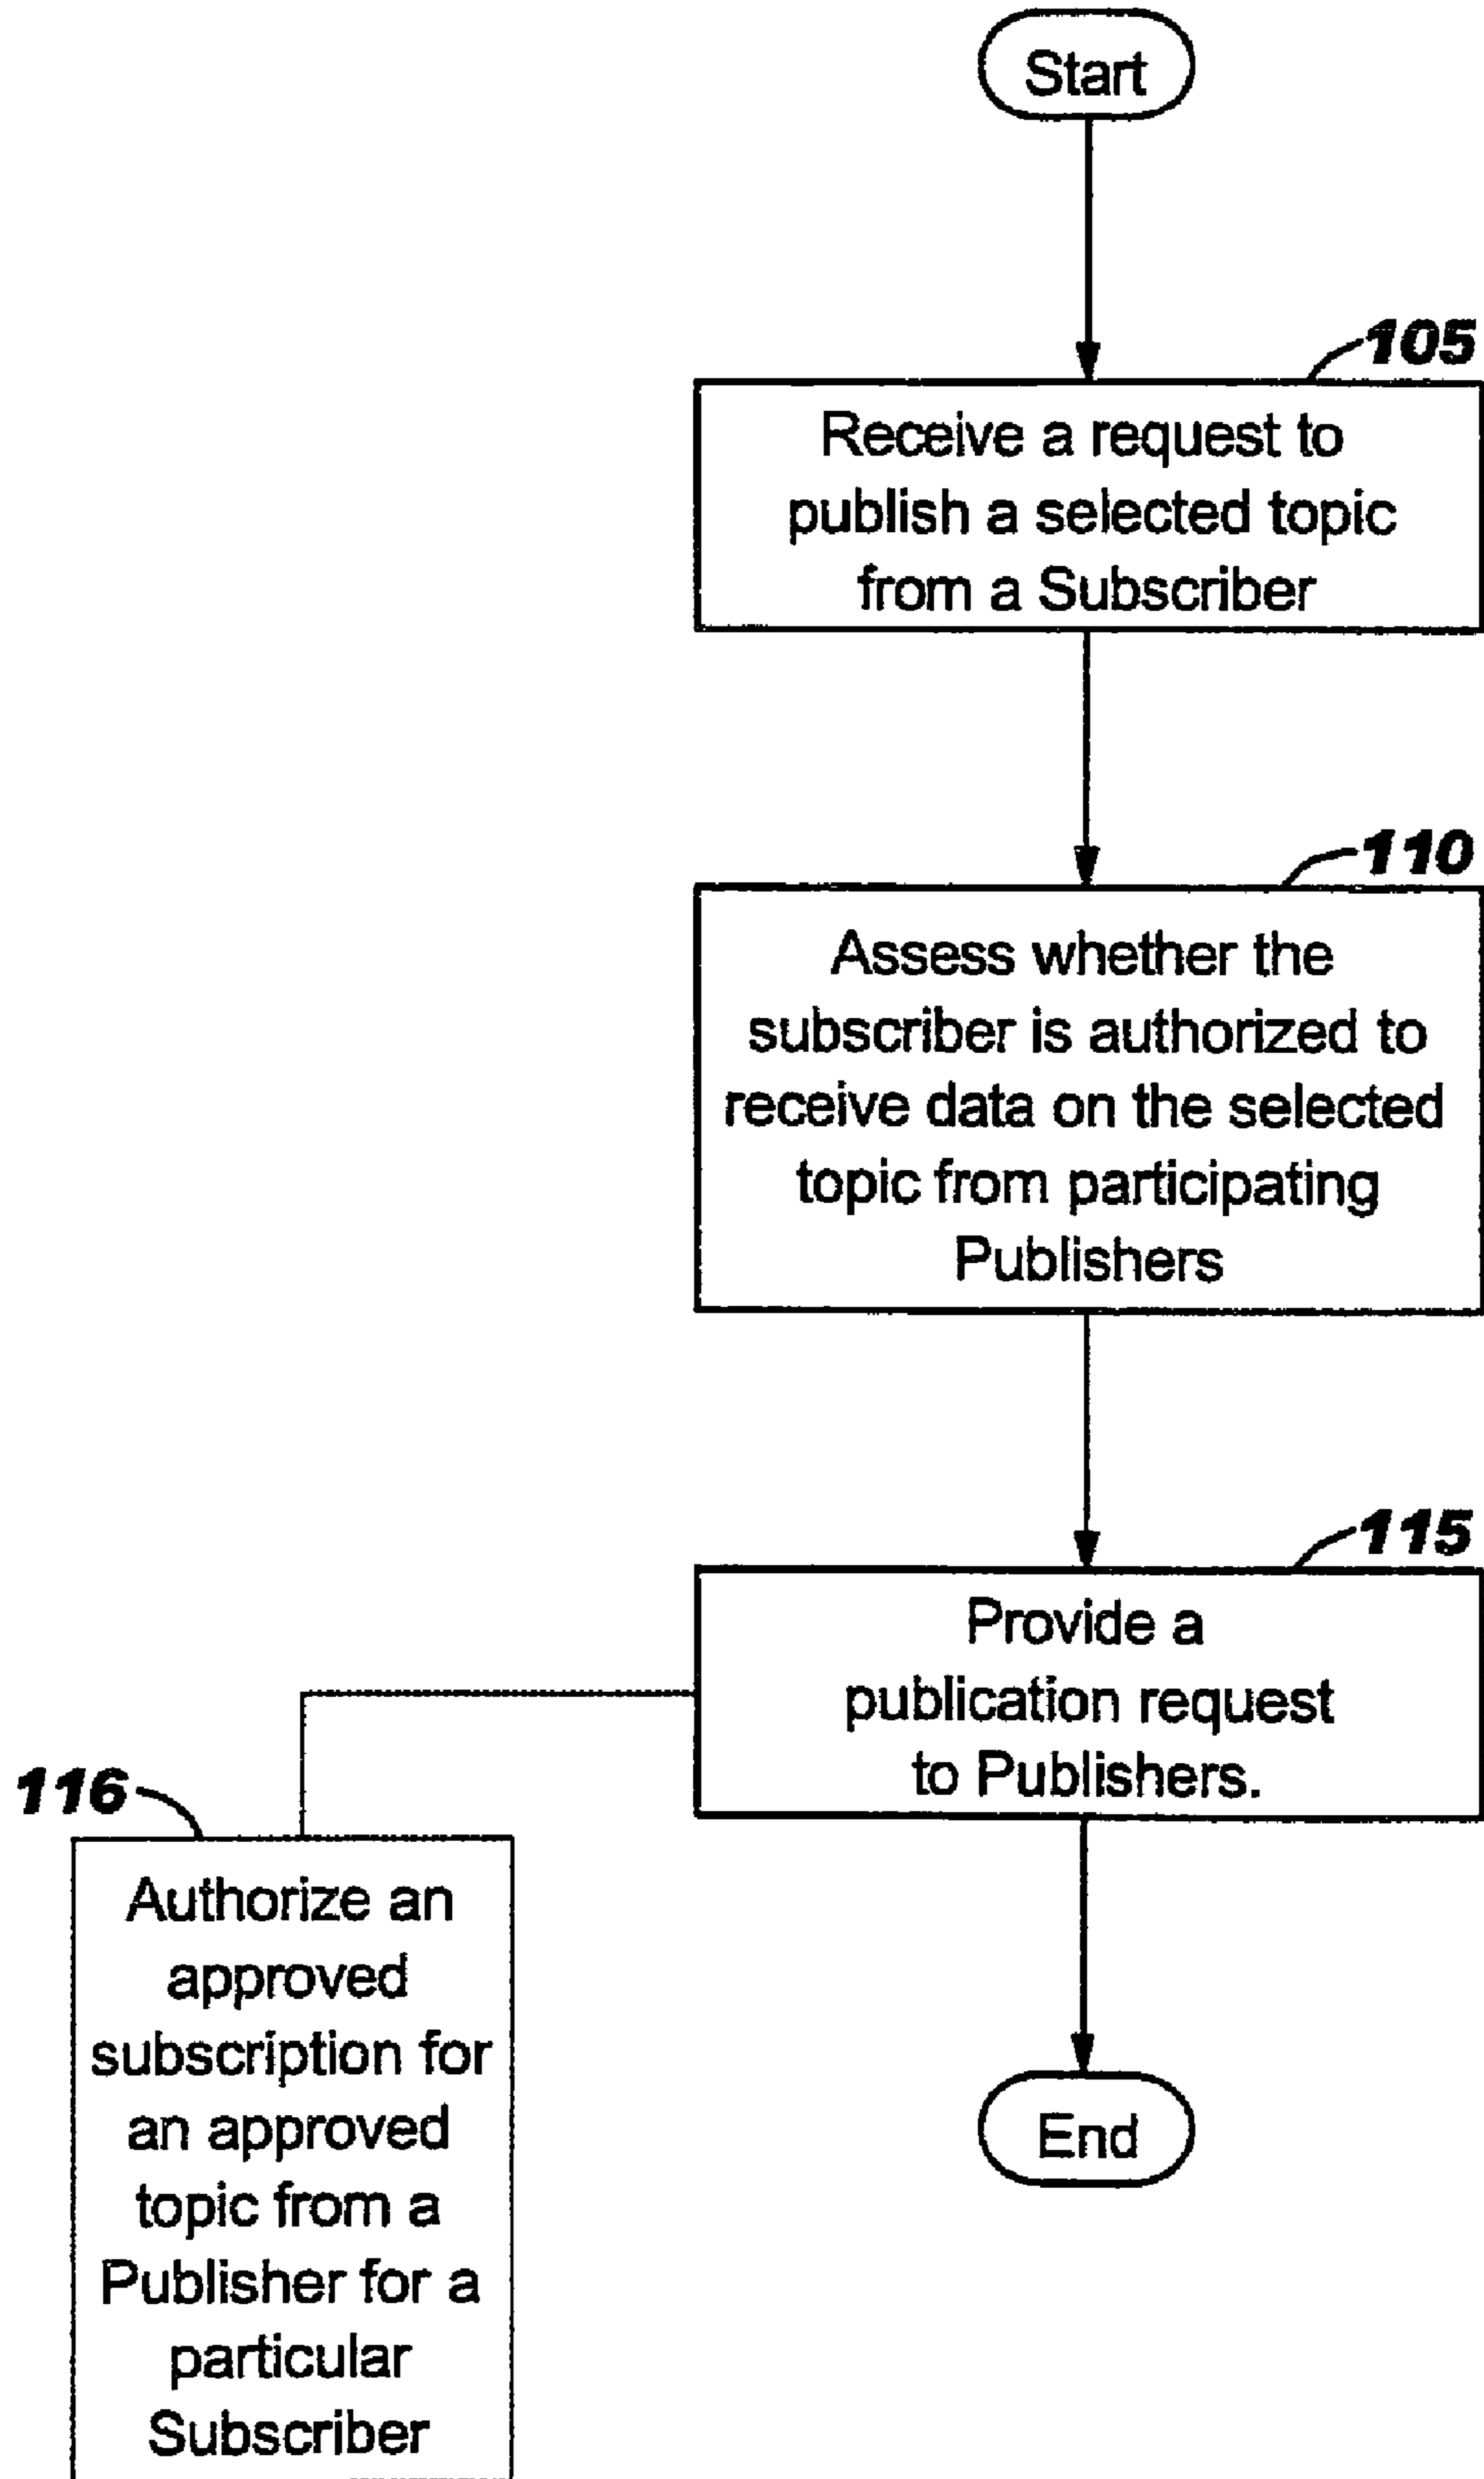 Start
105
Receive a request to
publish a selected topic
from a Subscriber
110
Assess whether the
subscriber is authorized to
receive data on the selected
topic from participating
Publishers
115
Provide a
publication request
to Publishers.
116
Authorize an
approved
subscription for
an approved
topic from a
Publisher for a
particular
Subscriber
End